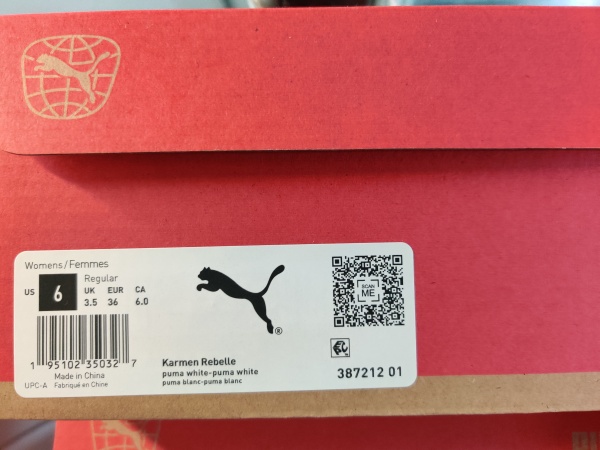 Womens/Femmes
Regular
US 6 UK EUR CA
3.5 36 6.0
SCAN
ME
®
1 95102 35032 7
Made in China
UPC-A Fabriqué en Chine
Karmen Rebelle
puma white-puma white
puma blanc-puma blanc
387212 01